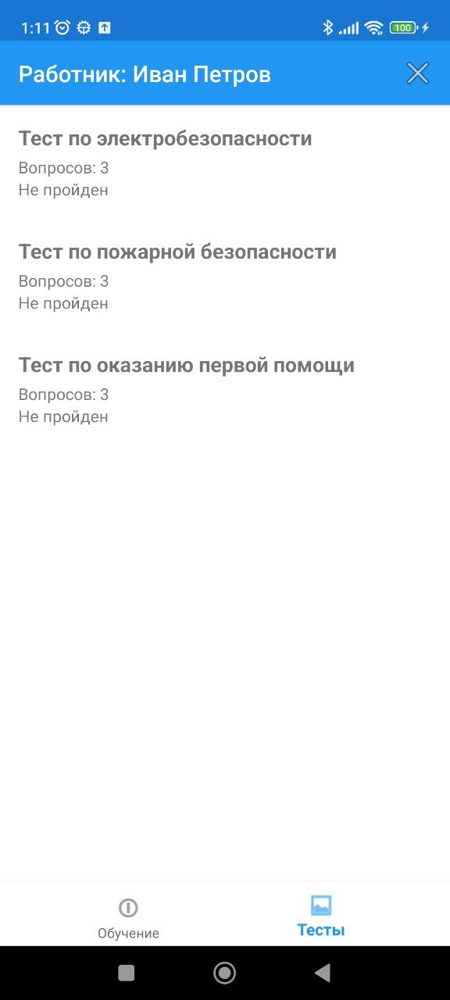 1:11
100
Работник: Иван Петров
Тест по электробезопасности
Вопросов: 3
Не пройден
Тест по пожарной безопасности
Вопросов: 3
Не пройден
Тест по оказанию первой помощи
Вопросов: 3
Не пройден
Обучение
Тесты